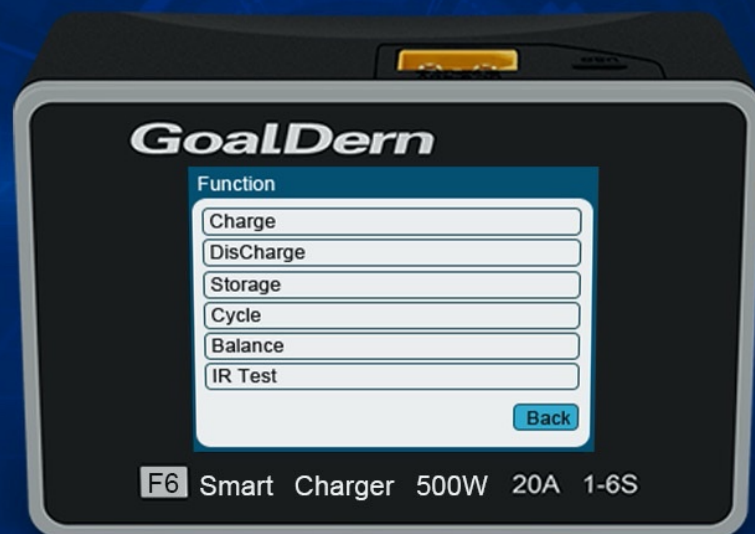 GoalDern
Function
Charge
DisCharge
Storage
Cycle
Balance
IR Test
Back
F6 Smart Charger 500W 20A 1-6S